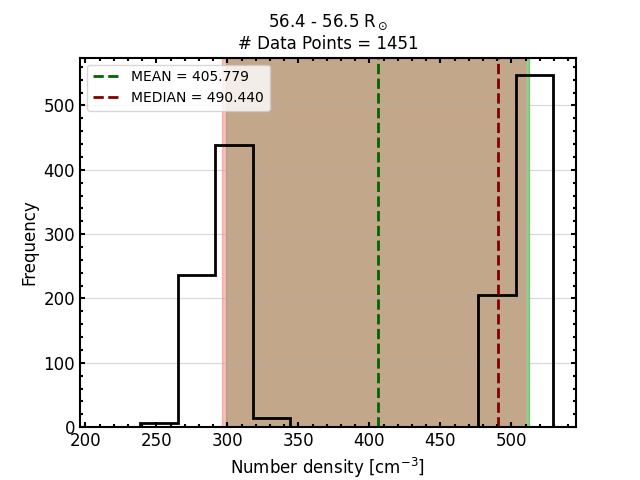 56.4 - 56.5 R⊙
# Data Points = 1451
MEAN = 405.779
MEDIAN = 490.440
Frequency
500
400
300
200
100
0
200 250 300 350 400 450 500
Number density [cm⁻³]